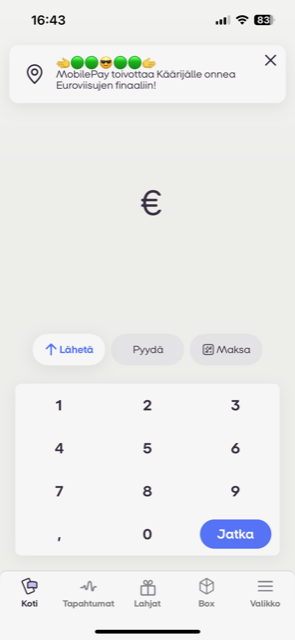 16:43
83
👉🟢🟢😎🟢🟢👉
MobilePay toivottaa Käärijälle onnea
Euroviisujen finaaliin!
€
Lähetä Pyydä Maksa
1 2 3
4 5 6
7 8 9
, 0 Jatka
Koti Tapahtumat Lahjat Box Valikko